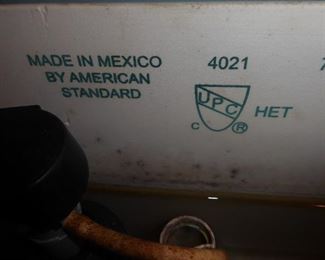 MADE IN MEXICO
BY AMERICAN
STANDARD
4021
UPC
C ®
HET